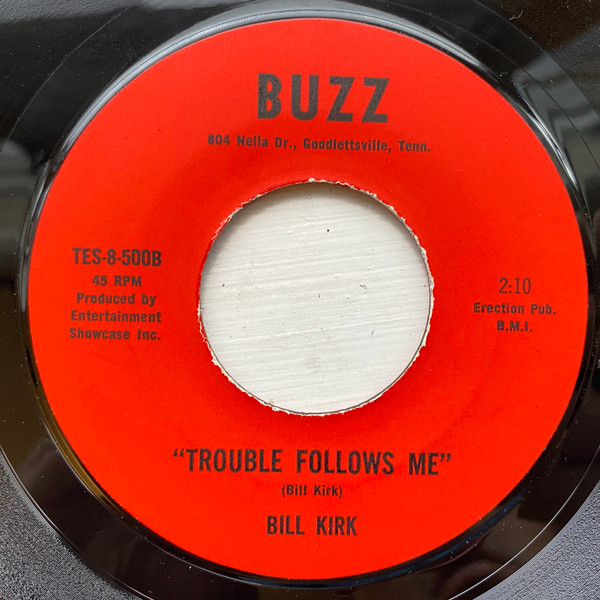 BUZZ
804 Nella Dr., Goodlettsville, Tenn.
TES-8-500B
45 RPM
Produced by
Entertainment
Showcase Inc.
2:10
Erection Pub.
B.M.I.
"TROUBLE FOLLOWS ME"
(Bill Kirk)
BILL KIRK